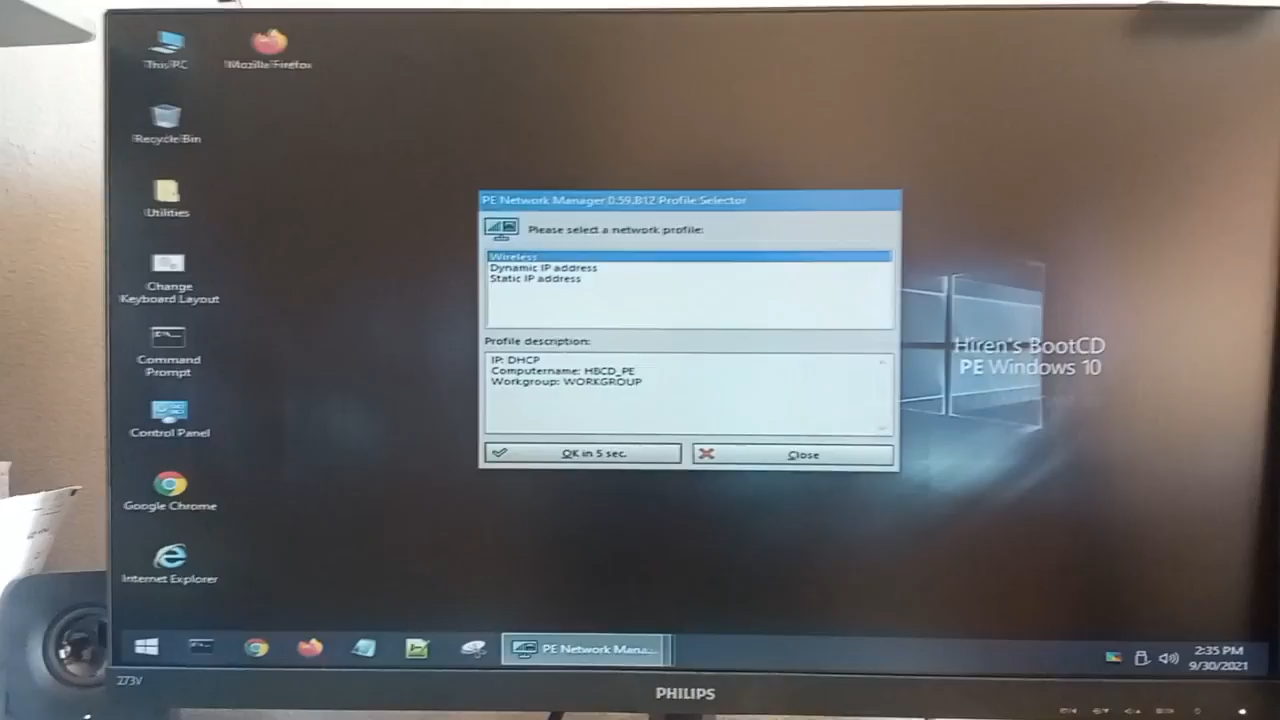 This PC
Mozilla Firefox
Recycle Bin
Utilities
Change
Keyboard Layout
Command
Prompt
Control Panel
Google Chrome
Internet Explorer
PE Network Manager 0.59.B12 Profile Selector
Please select a network profile:
Wireless
Dynamic IP address
Static IP address
Profile description:
IP: DHCP
Computername: HBCD_PE
Workgroup: WORKGROUP
OK in 5 sec.
Close
Hiren's BootCD
PE Windows 10
PE Network Mana...
2:35 PM
9/30/2021
273V
PHILIPS